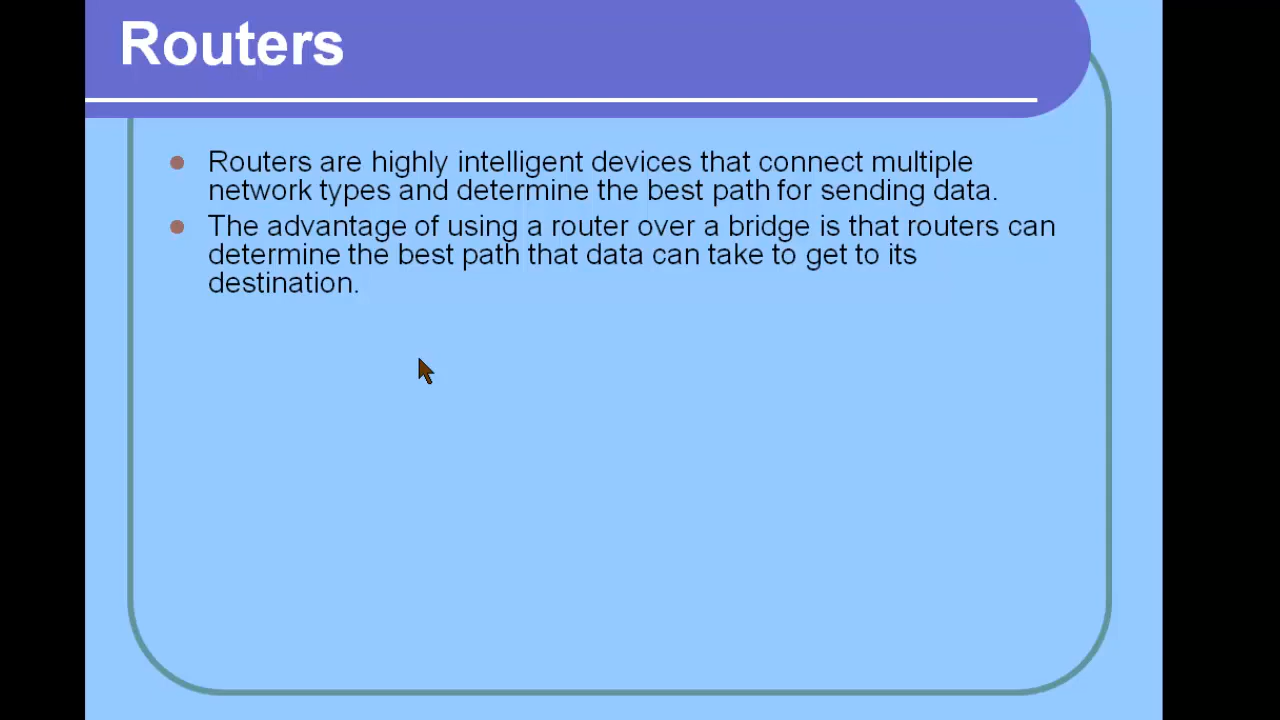 Routers
Routers are highly intelligent devices that connect multiple
network types and determine the best path for sending data.
The advantage of using a router over a bridge is that routers can
determine the best path that data can take to get to its
destination.